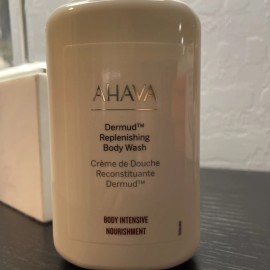 AHAVA
Dermud™
Replenishing
Body Wash
Crème de Douche
Reconstituante
Dermud™
BODY INTENSIVE
NOURISHMENT